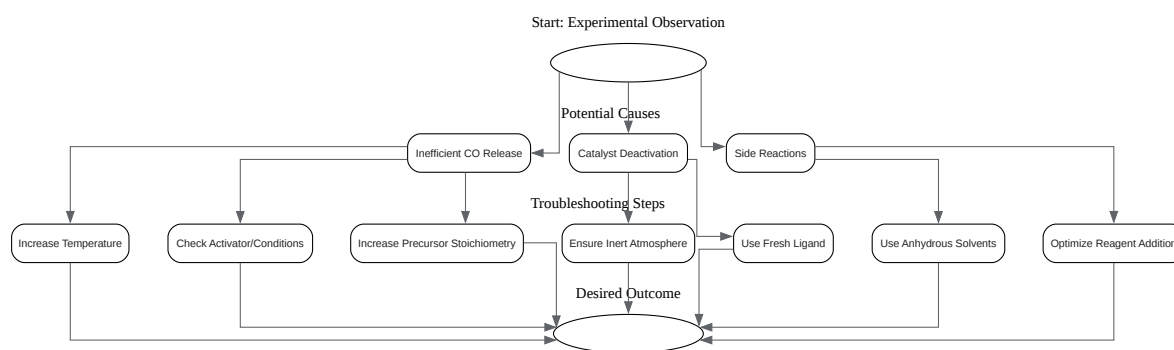 Start: Experimental Observation
Potential Causes
Inefficient CO Release
Catalyst Deactivation
Side Reactions
Troubleshooting Steps
Increase Temperature
Check Activator/Conditions
Increase Precursor Stoichiometry
Ensure Inert Atmosphere
Use Fresh Ligand
Use Anhydrous Solvents
Optimize Reagent Addition
Desired Outcome